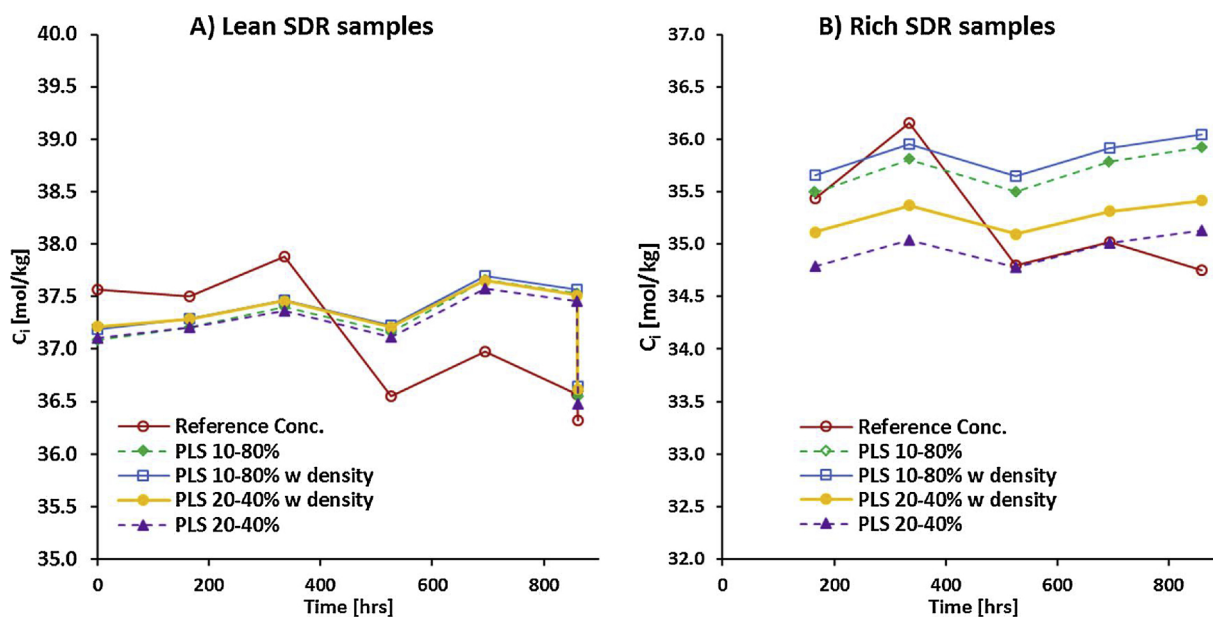 A) Lean SDR samples
40.0
39.5
39.0
38.5
38.0
37.5
37.0
36.5
36.0
35.5
35.0
Ci [mol/kg]
Reference Conc.
PLS 10-80%
PLS 10-80% w density
PLS 20-40% w density
PLS 20-40%
0 200 400 600 800
Time [hrs]
B) Rich SDR samples
37.0
36.5
36.0
35.5
35.0
34.5
34.0
33.5
33.0
32.5
32.0
Ci [mol/kg]
Reference Conc.
PLS 10-80%
PLS 10-80% w density
PLS 20-40% w density
PLS 20-40%
0 200 400 600 800
Time [hrs]